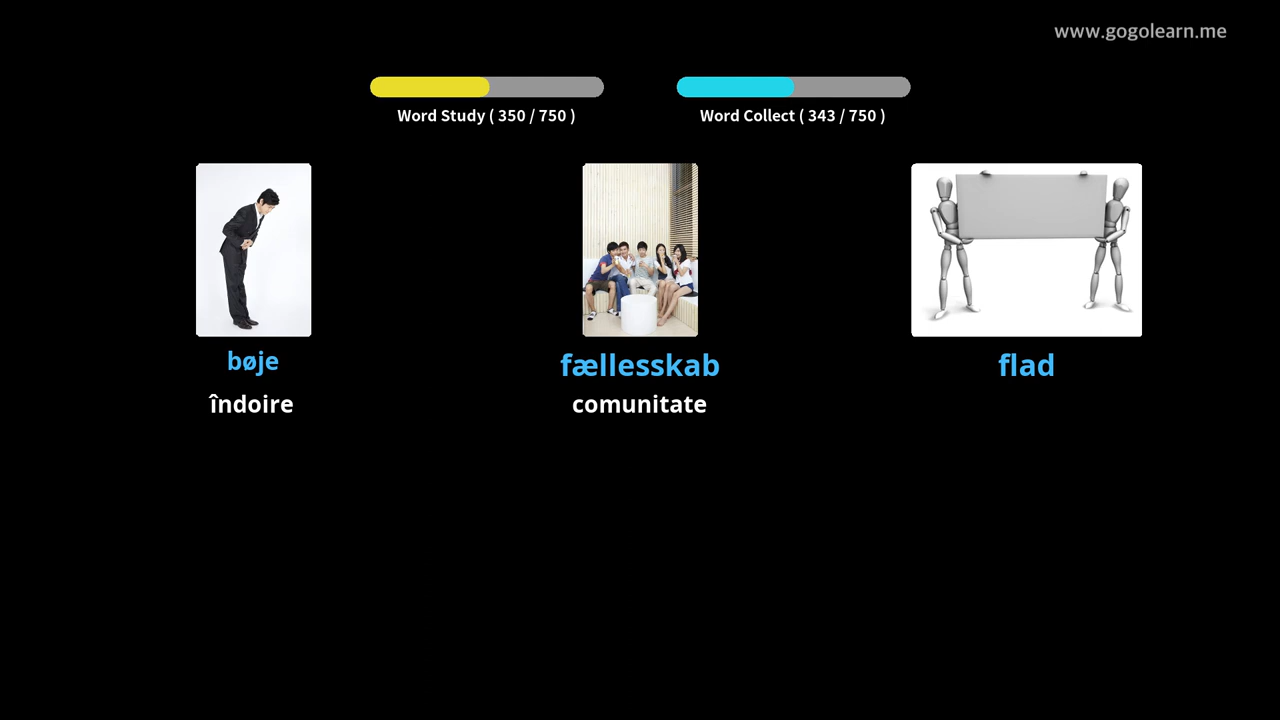 www.gogolearn.me
Word Study ( 350 / 750 )
Word Collect ( 343 / 750 )
bøje
fællesskab
flad
îndoire
comunitate